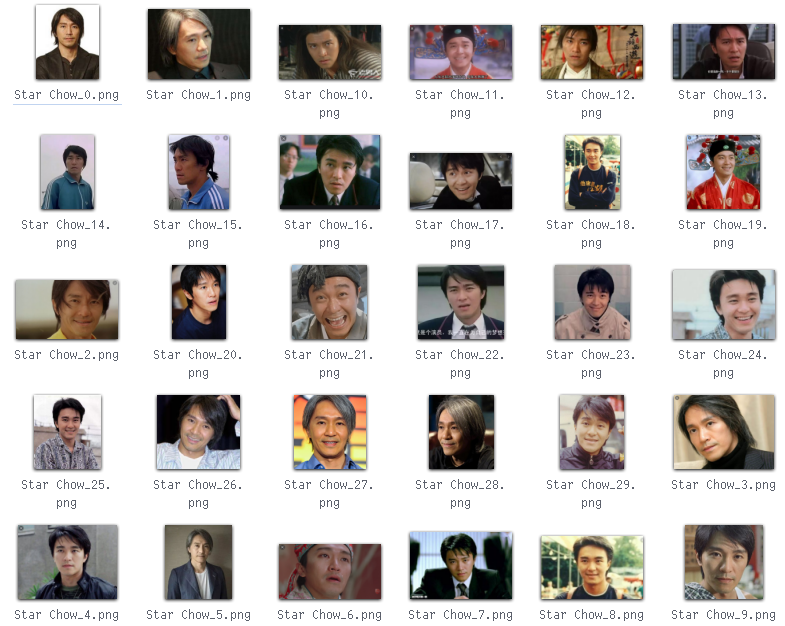 Star Chow_0.png
Star Chow_1.png
Star Chow_10.
png
Star Chow_11.
png
Star Chow_12.
png
Star Chow_13.
png
Star Chow_14.
png
Star Chow_15.
png
Star Chow_16.
png
Star Chow_17.
png
Star Chow_18.
png
Star Chow_19.
png
Star Chow_2.png
Star Chow_20.
png
Star Chow_21.
png
Star Chow_22.
png
Star Chow_23.
png
Star Chow_24.
png
Star Chow_25.
png
Star Chow_26.
png
Star Chow_27.
png
Star Chow_28.
png
Star Chow_29.
png
Star Chow_3.png
Star Chow_4.png
Star Chow_5.png
Star Chow_6.png
Star Chow_7.png
Star Chow_8.png
Star Chow_9.png